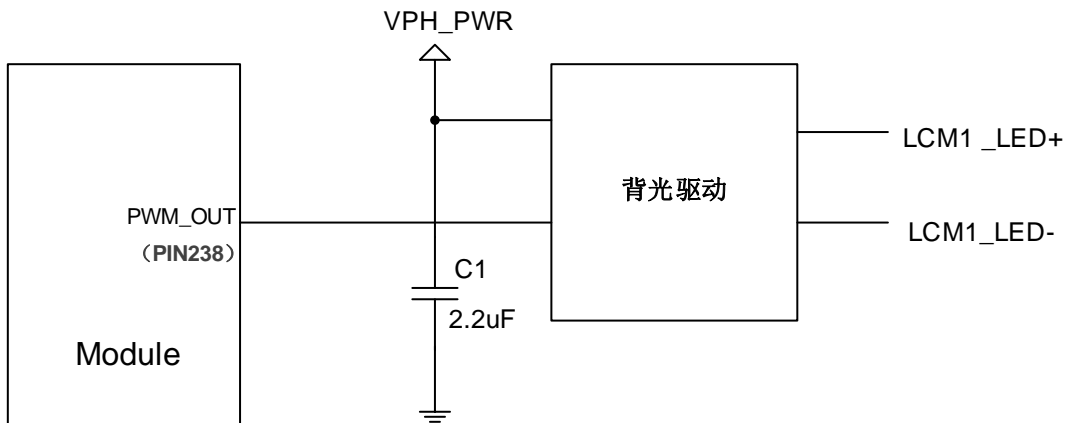 VPH_PWR
LCM1 _LED+
背光驱动
PWM_OUT
LCM1_LED-
（PIN238）
C1
2.2uF
Module